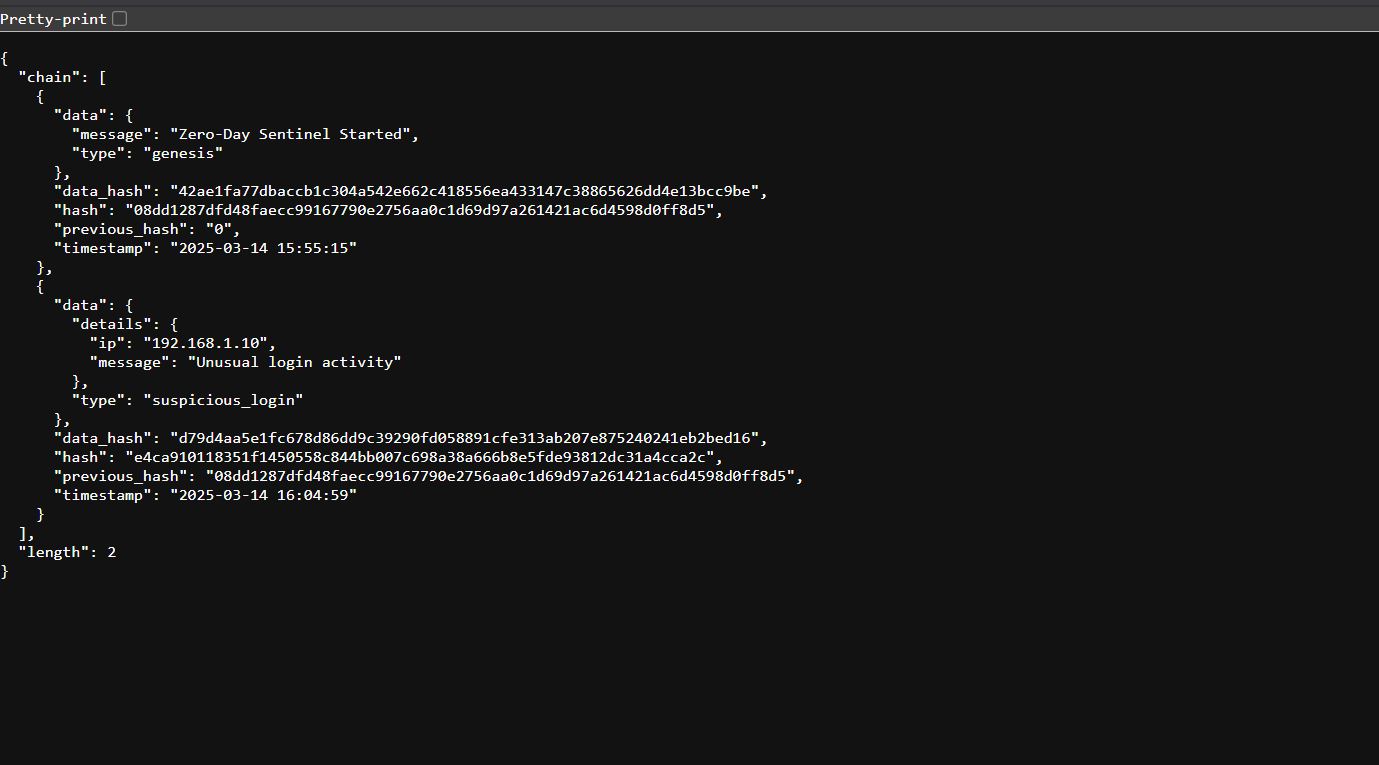 Pretty-print
{
  "chain": [
    {
      "data": {
        "message": "Zero-Day Sentinel Started",
        "type": "genesis"
      },
      "data_hash": "42ae1fa77dbaccb1c304a542e662c418556ea433147c38865626dd4e13bcc9be",
      "hash": "08dd1287dfd48faecc99167790e2756aa0c1d69d97a261421ac6d4598d0ff8d5",
      "previous_hash": "0",
      "timestamp": "2025-03-14 15:55:15"
    },
    {
      "data": {
        "details": {
          "ip": "192.168.1.10",
          "message": "Unusual login activity"
        },
        "type": "suspicious_login"
      },
      "data_hash": "d79d4aa5e1fc678d86dd9c39290fd058891cfe313ab207e875240241eb2bed16",
      "hash": "e4ca910118351f1450558c844bb007c698a38a666b8e5fde93812dc31a4cca2c",
      "previous_hash": "08dd1287dfd48faecc99167790e2756aa0c1d69d97a261421ac6d4598d0ff8d5",
      "timestamp": "2025-03-14 16:04:59"
    }
  ],
  "length": 2
}